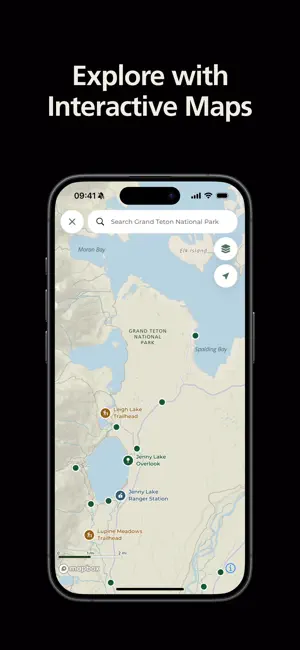 Explore with
Interactive Maps
09:41
Search Grand Teton National Park
Moran Bay
Elk Island
GRAND TETON
NATIONAL
PARK
Spalding Bay
Leigh Lake
Trailhead
Jenny Lake
Overlook
Jenny Lake
Ranger Station
Lupine Meadows
Trailhead
2 mi
mapbox